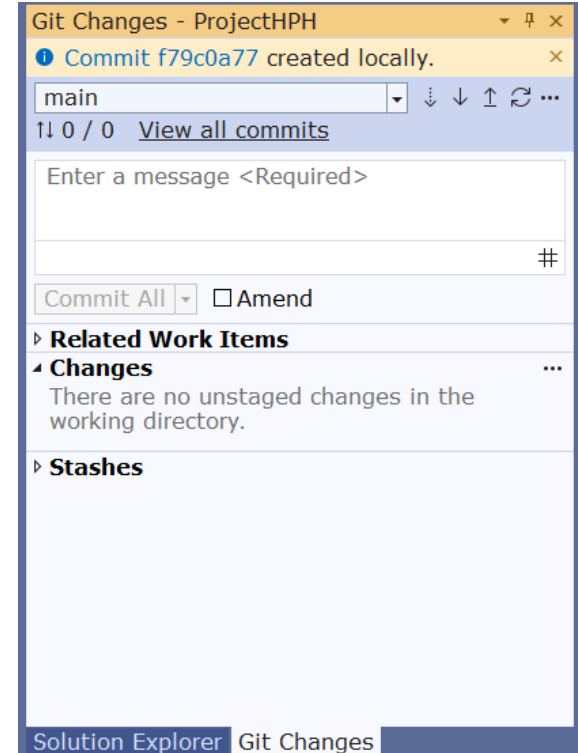 Git Changes - ProjectHPH
Commit f79c0a77 created locally.
main
0 / 0 View all commits
Enter a message <Required>
#
Commit All Amend
Related Work Items
Changes ...
There are no unstaged changes in the
working directory.
Stashes
Solution Explorer Git Changes